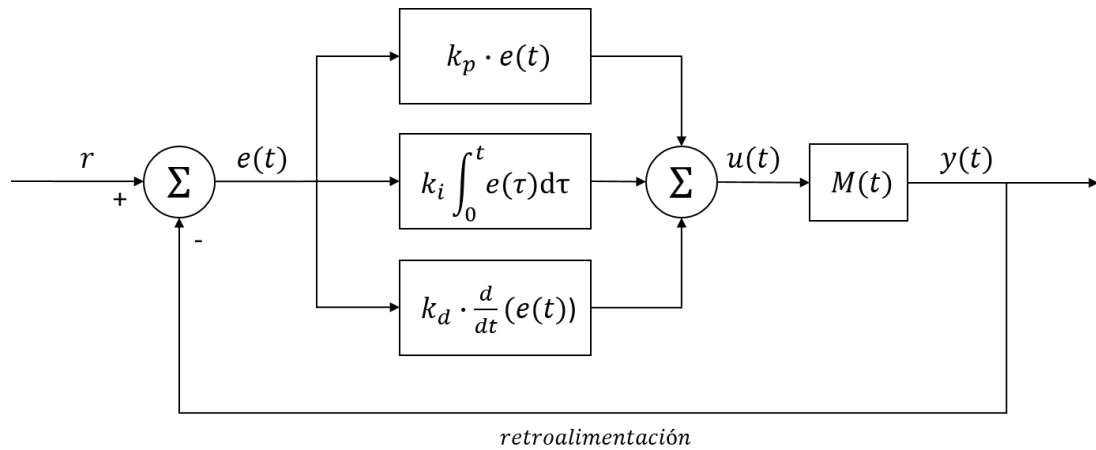 k_p · e(t)
r
+
Σ
e(t)
k_i ∫_0^t e(τ)dτ
Σ
u(t)
M(t)
y(t)
-
k_d · d/dt (e(t))
retroalimentación